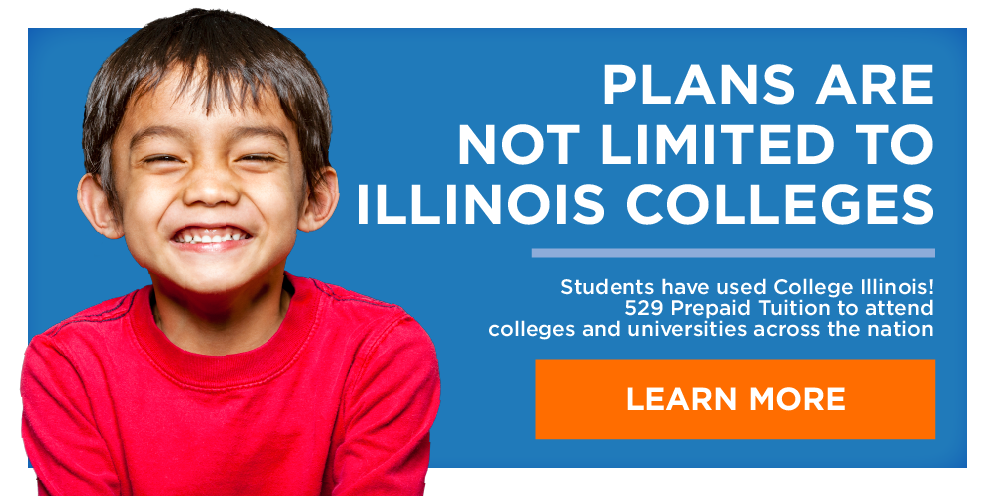 PLANS ARE
NOT LIMITED TO
ILLINOIS COLLEGES
Students have used College Illinois!
529 Prepaid Tuition to attend
colleges and universities across the nation
LEARN MORE